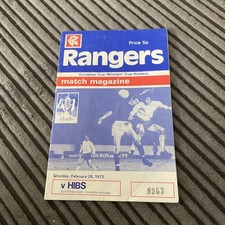 Price 5p
Rangers
European Cup-Winners' Cup Holders
match magazine
Saturday, February 24, 1973
v HIBS
8563